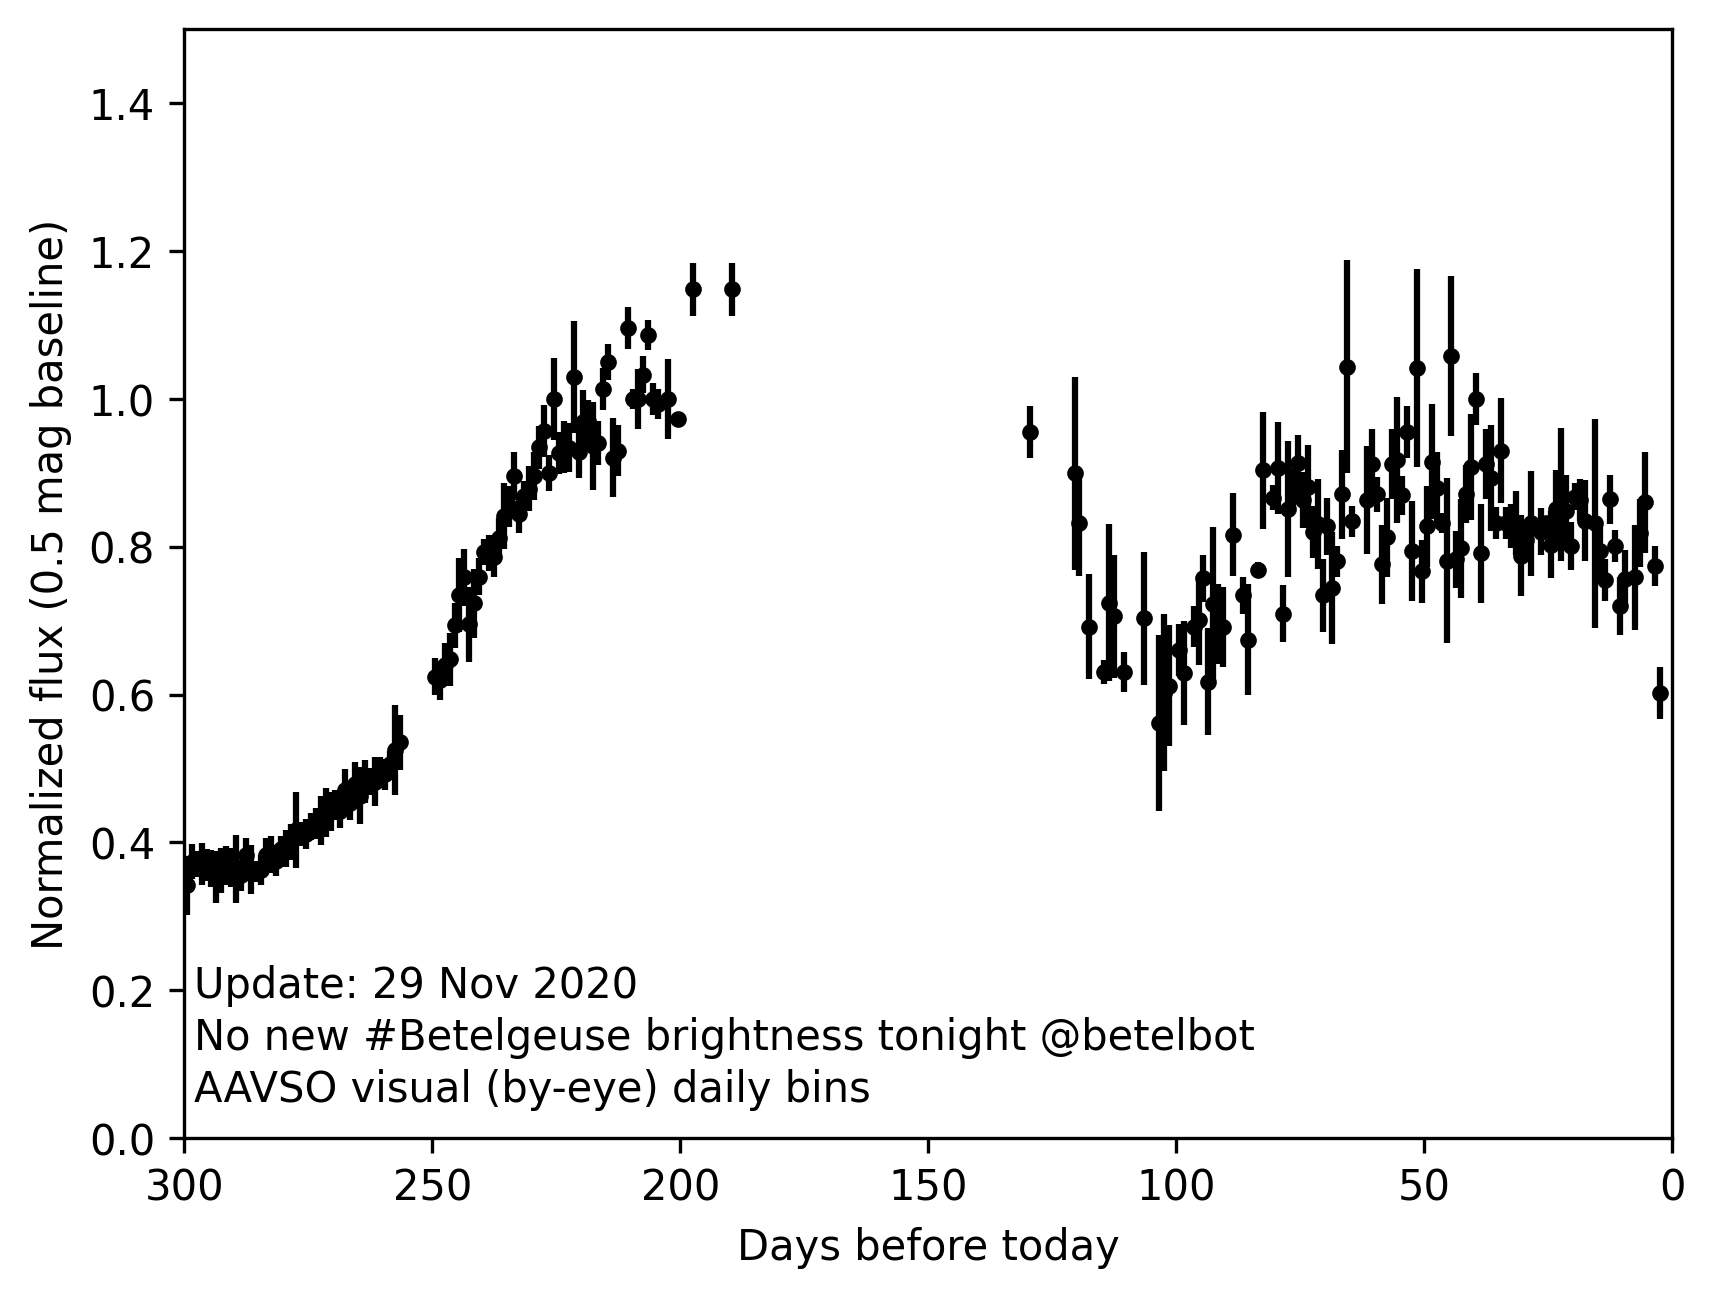 1.4
1.2
1.0
0.8
0.6
0.4
0.2
0.0
Normalized flux (0.5 mag baseline)
Update: 29 Nov 2020
No new #Betelgeuse brightness tonight @betelbot
AAVSO visual (by-eye) daily bins
300 250 200 150 100 50 0
Days before today